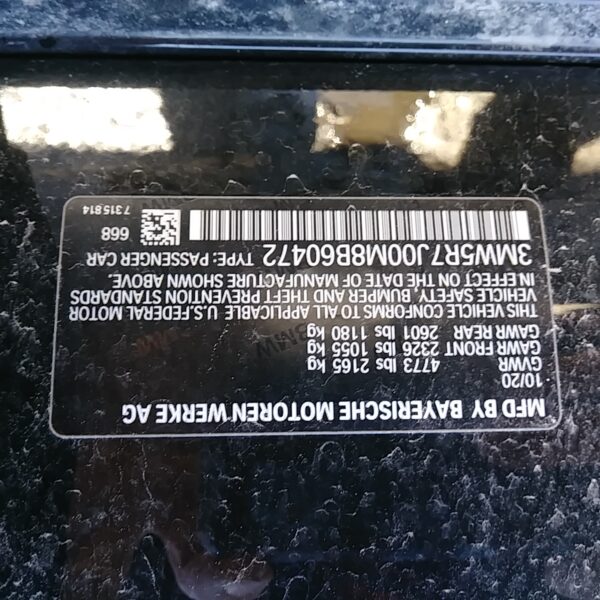 MFD BY BAYERISCHE MOTOREN WERKE AG
10/20
GVWR 4773 lbs 2165 kg
GAWR FRONT 2326 lbs 1055 kg
GAWR REAR 2601 lbs 1180 kg
THIS VEHICLE CONFORMS TO ALL APPLICABLE U.S.FEDERAL MOTOR
VEHICLE SAFETY, BUMPER AND THEFT PREVENTION STANDARDS
IN EFFECT ON THE DATE OF MANUFACTURE SHOWN ABOVE.
3MW5R7J00M8B60472 TYPE: PASSENGER CAR
668
7315814
BMW